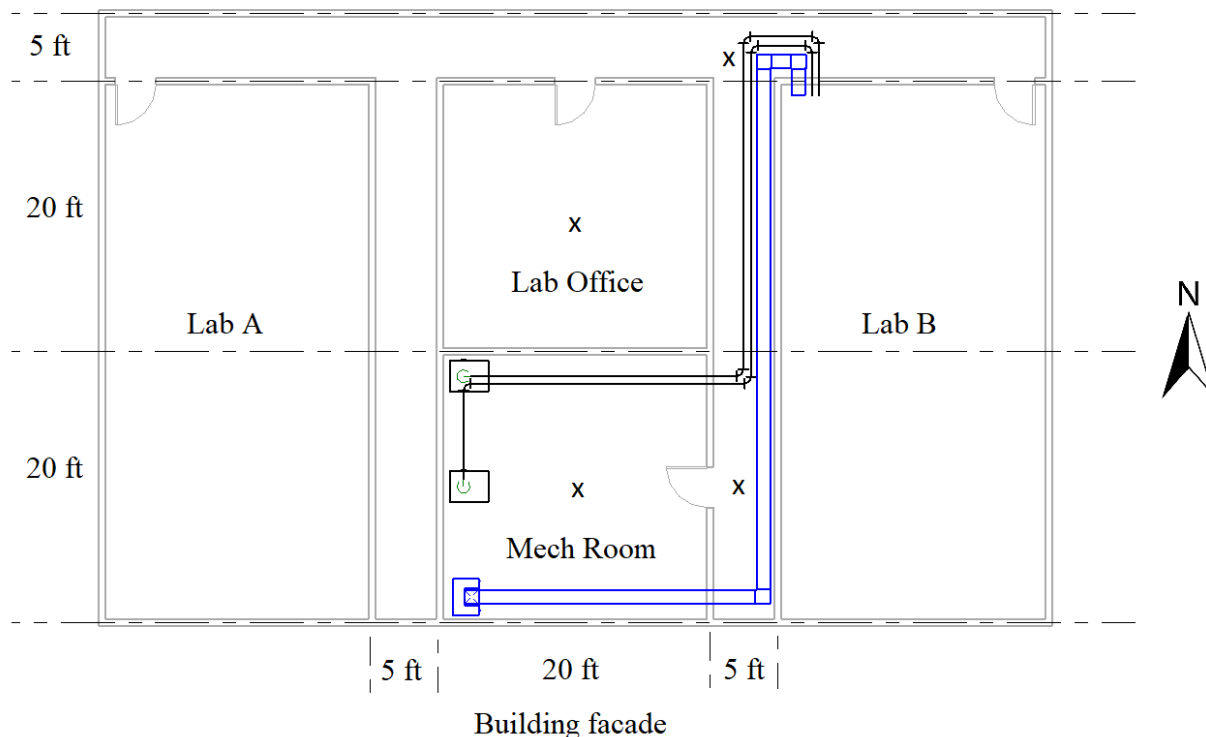 5 ft
N
20 ft
x
x
Lab Office
Lab A
Lab B
20 ft
x
x
Mech Room
5 ft
20 ft
5 ft
Building facade